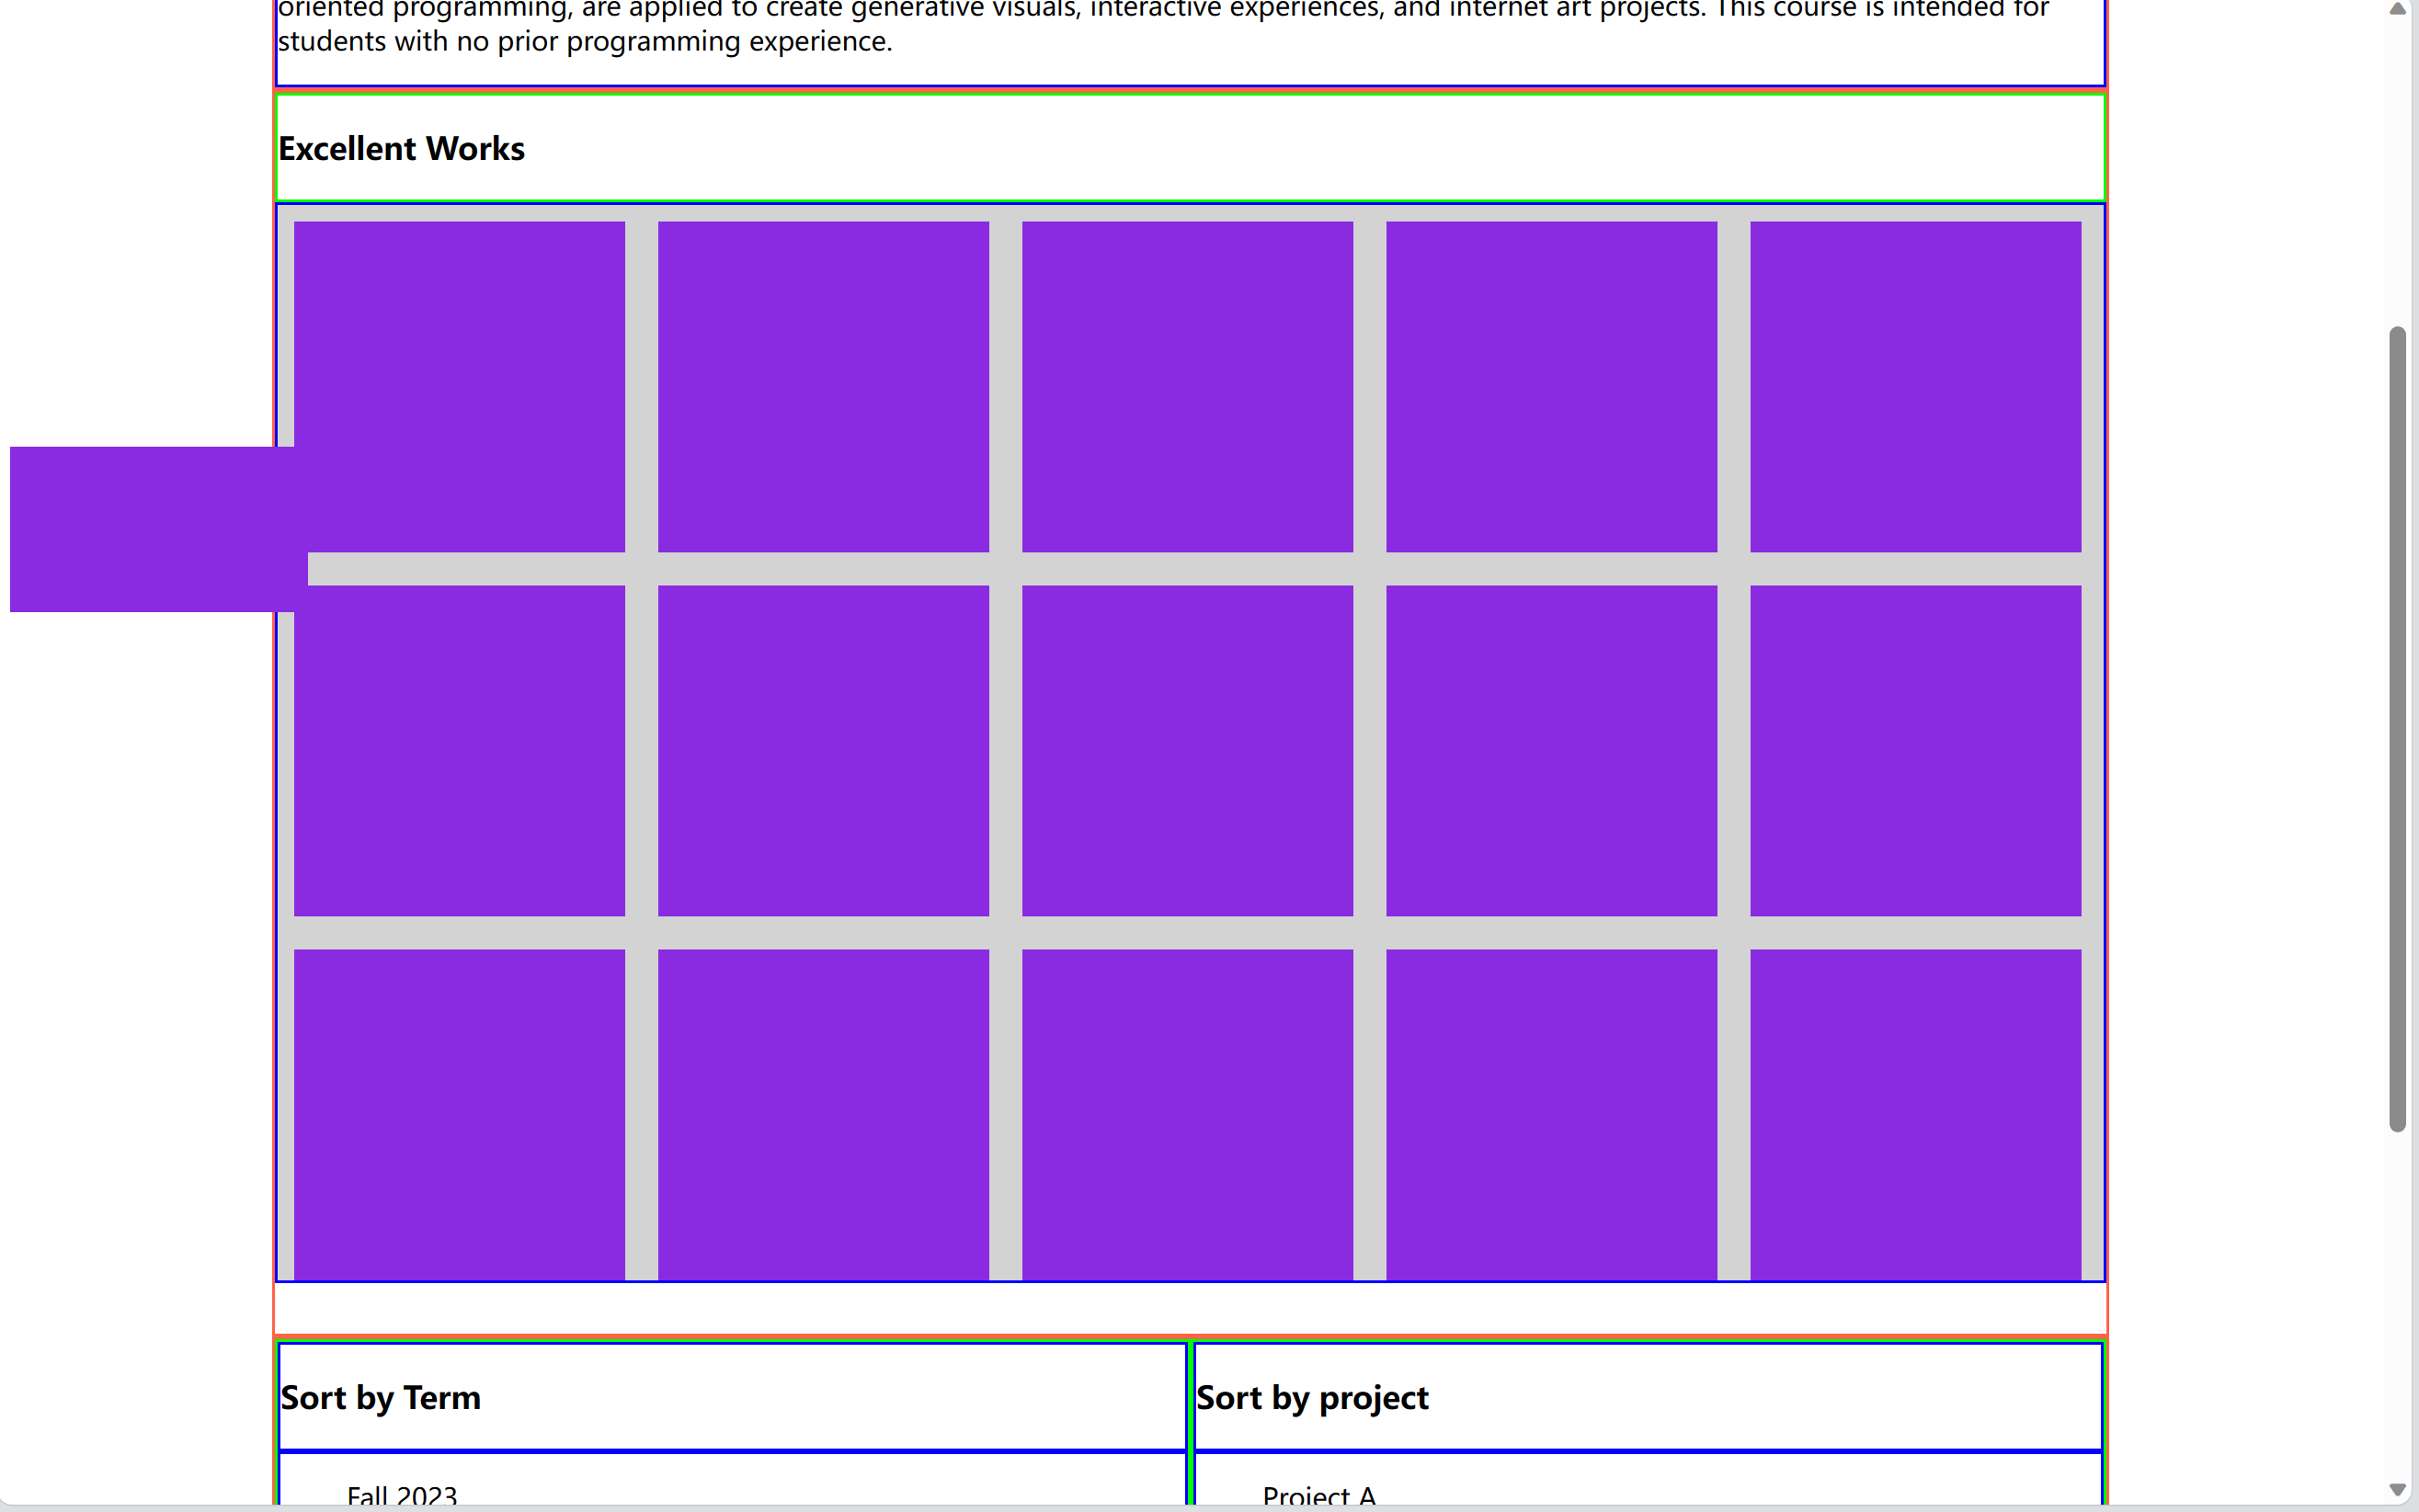 oriented programming, are applied to create generative visuals, interactive experiences, and internet art projects. This course is intended for
students with no prior programming experience.
Excellent Works
Sort by Term
Sort by project
Fall 2023
Project A